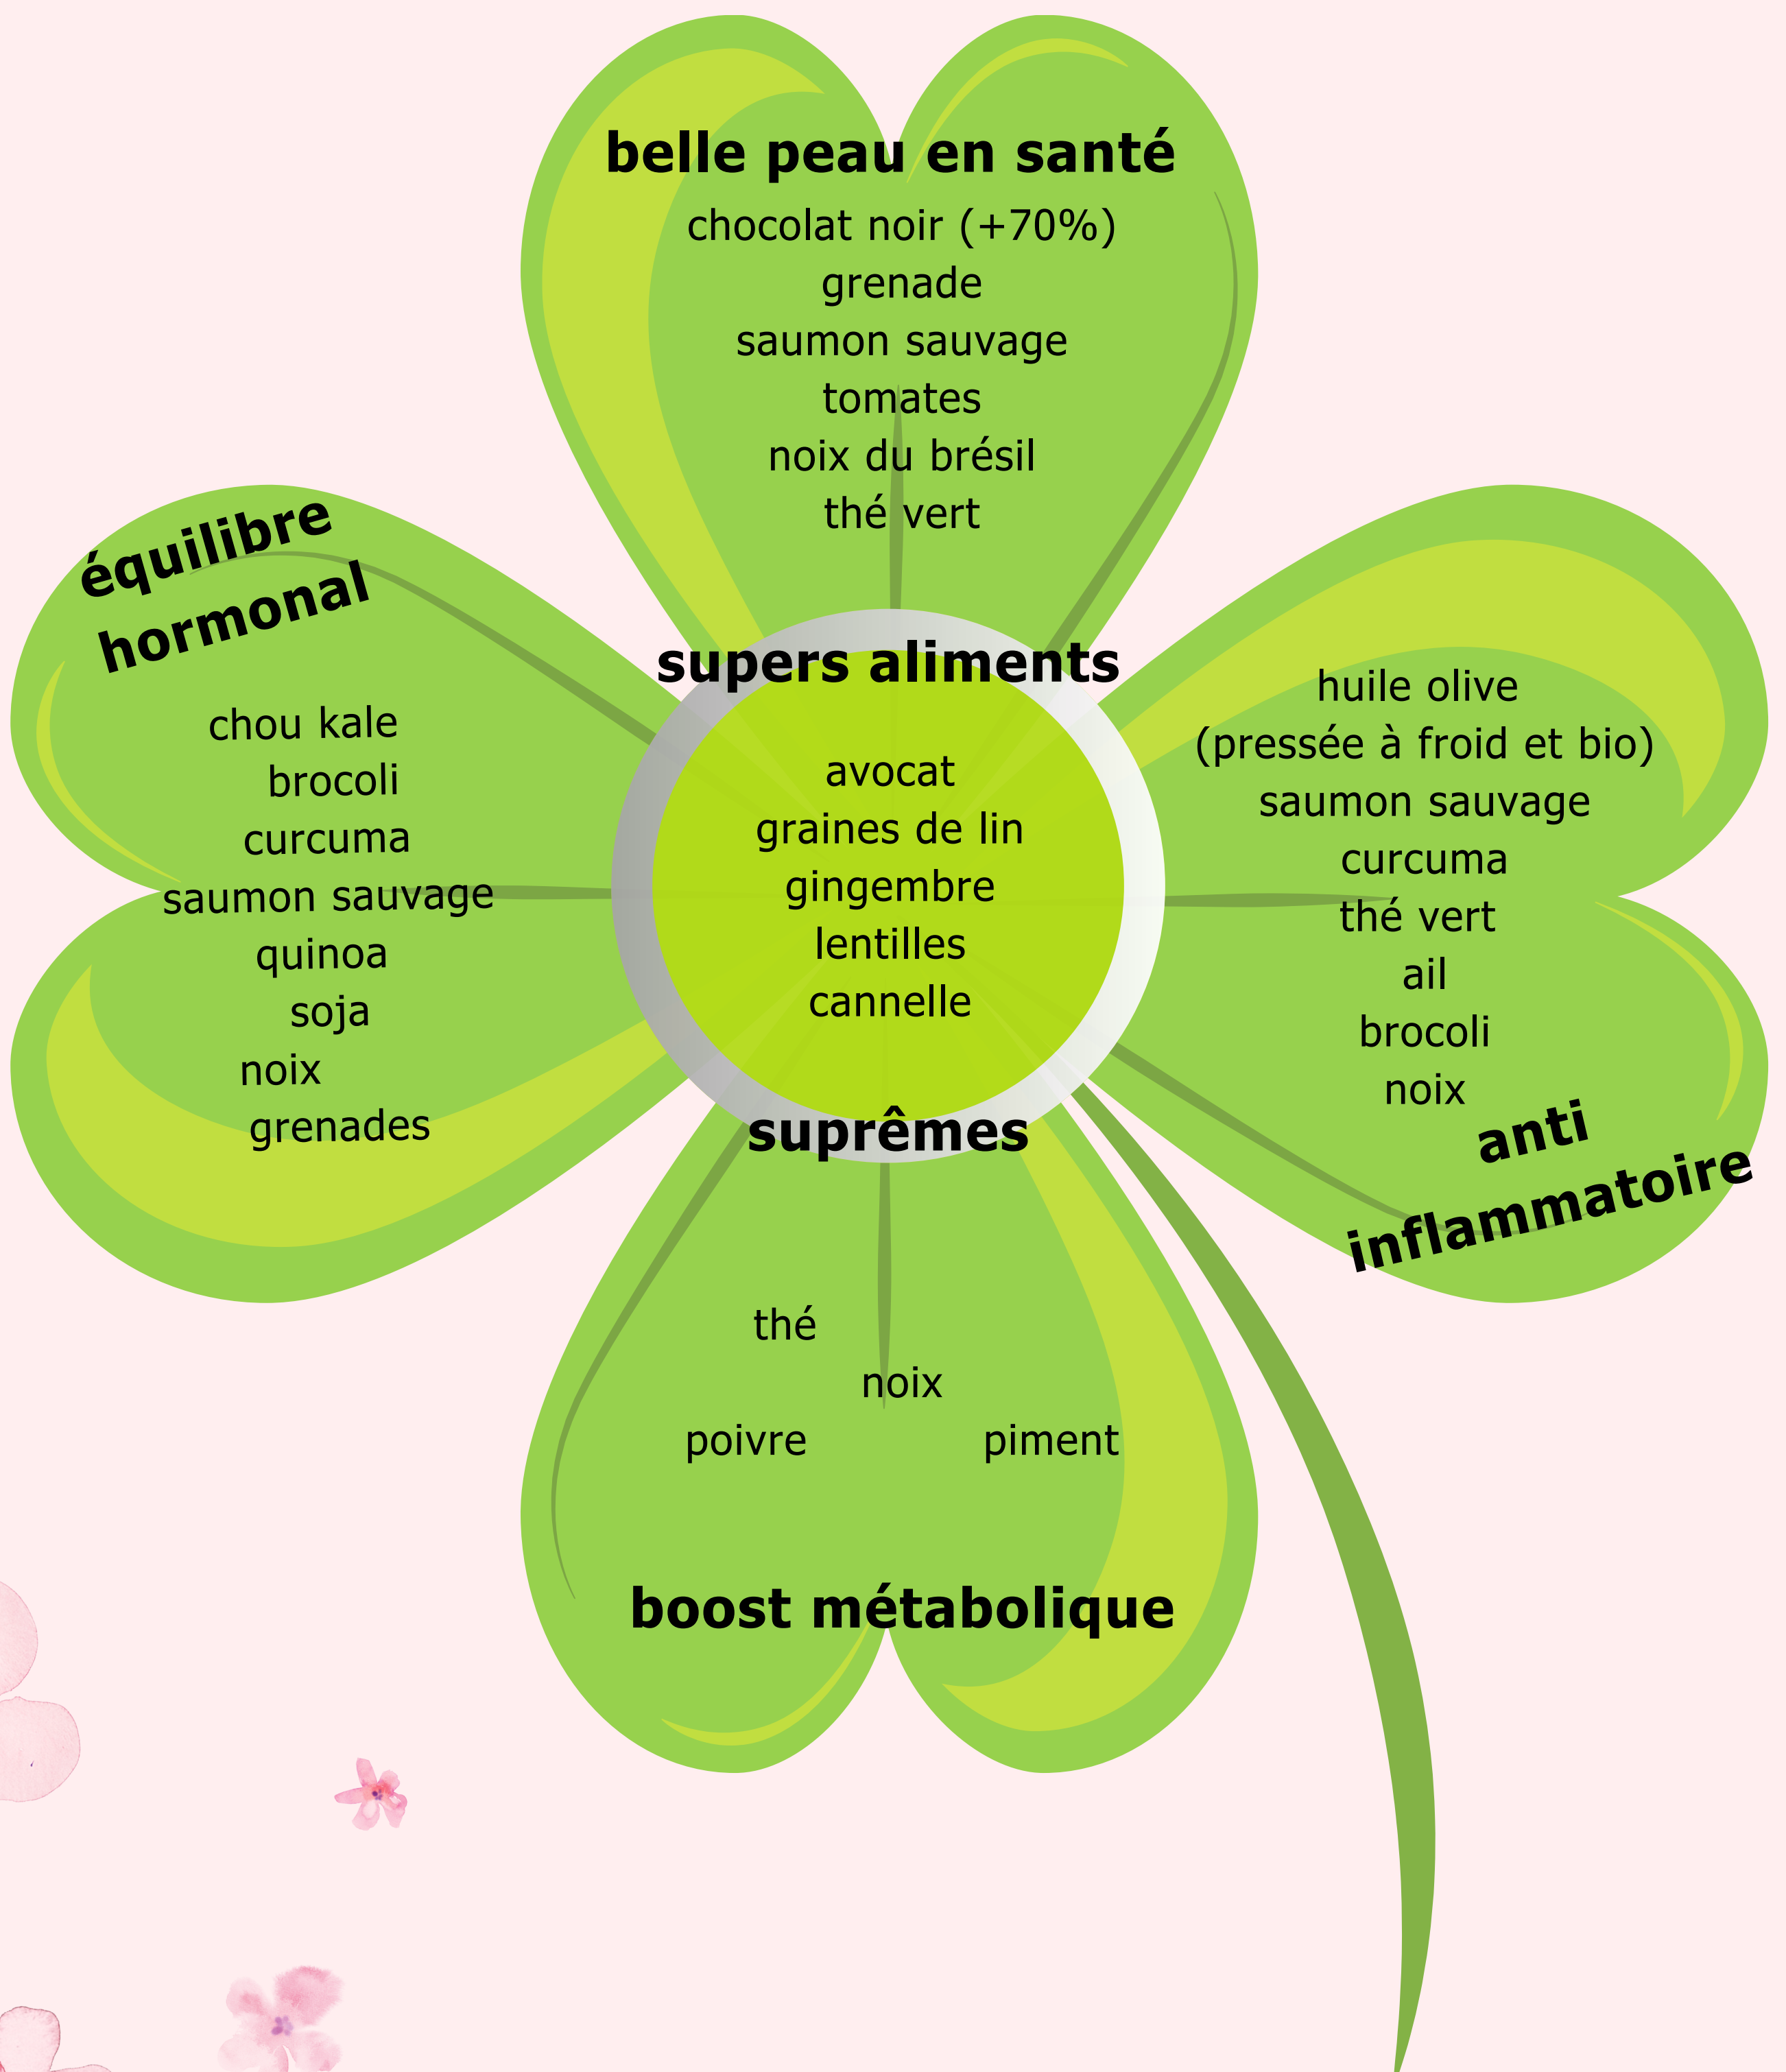 belle peau en santé
chocolat noir (+70%)
grenade
saumon sauvage
tomates
noix du brésil
thé vert
équilibre
hormonal
chou kale
brocoli
curcuma
saumon sauvage
quinoa
soja
noix
grenades
supers aliments
avocat
graines de lin
gingembre
lentilles
cannelle
suprêmes
huile olive
(pressée à froid et bio)
saumon sauvage
curcuma
thé vert
ail
brocoli
noix
anti
inflammatoire
thé
noix
poivre piment
boost métabolique